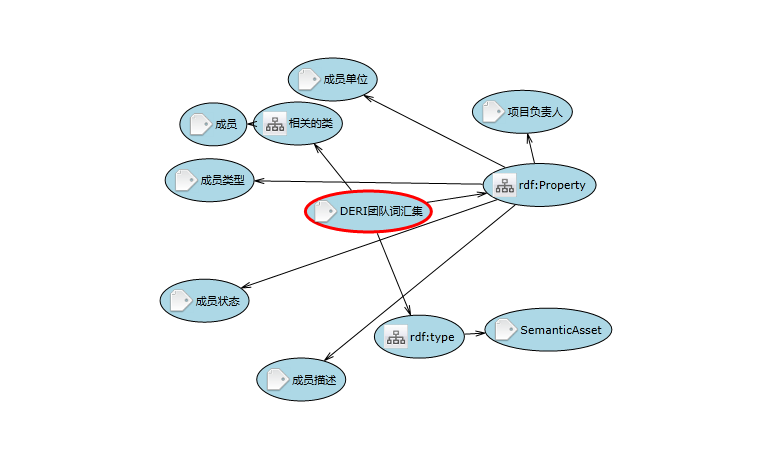 成员单位
项目负责人
成员
相关的类
成员类型
rdf:Property
DERI团队词汇集
成员状态
rdf:type
SemanticAsset
成员描述